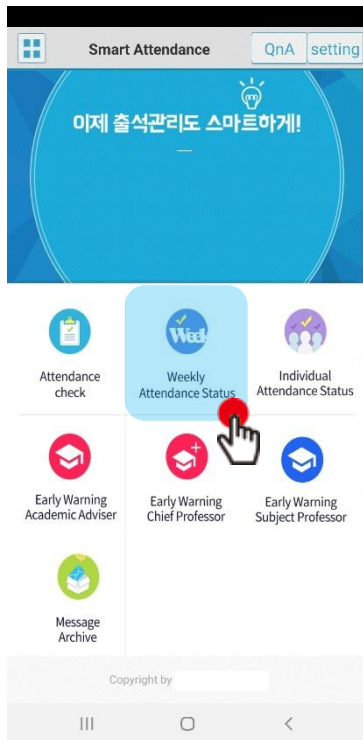 Smart Attendance
QnA
setting
이제 출석관리도 스마트하게!
Week
Attendance
check
Weekly
Attendance Status
Individual
Attendance Status
Early Warning
Academic Adviser
Early Warning
Chief Professor
Early Warning
Subject Professor
Message
Archive
Copyright by